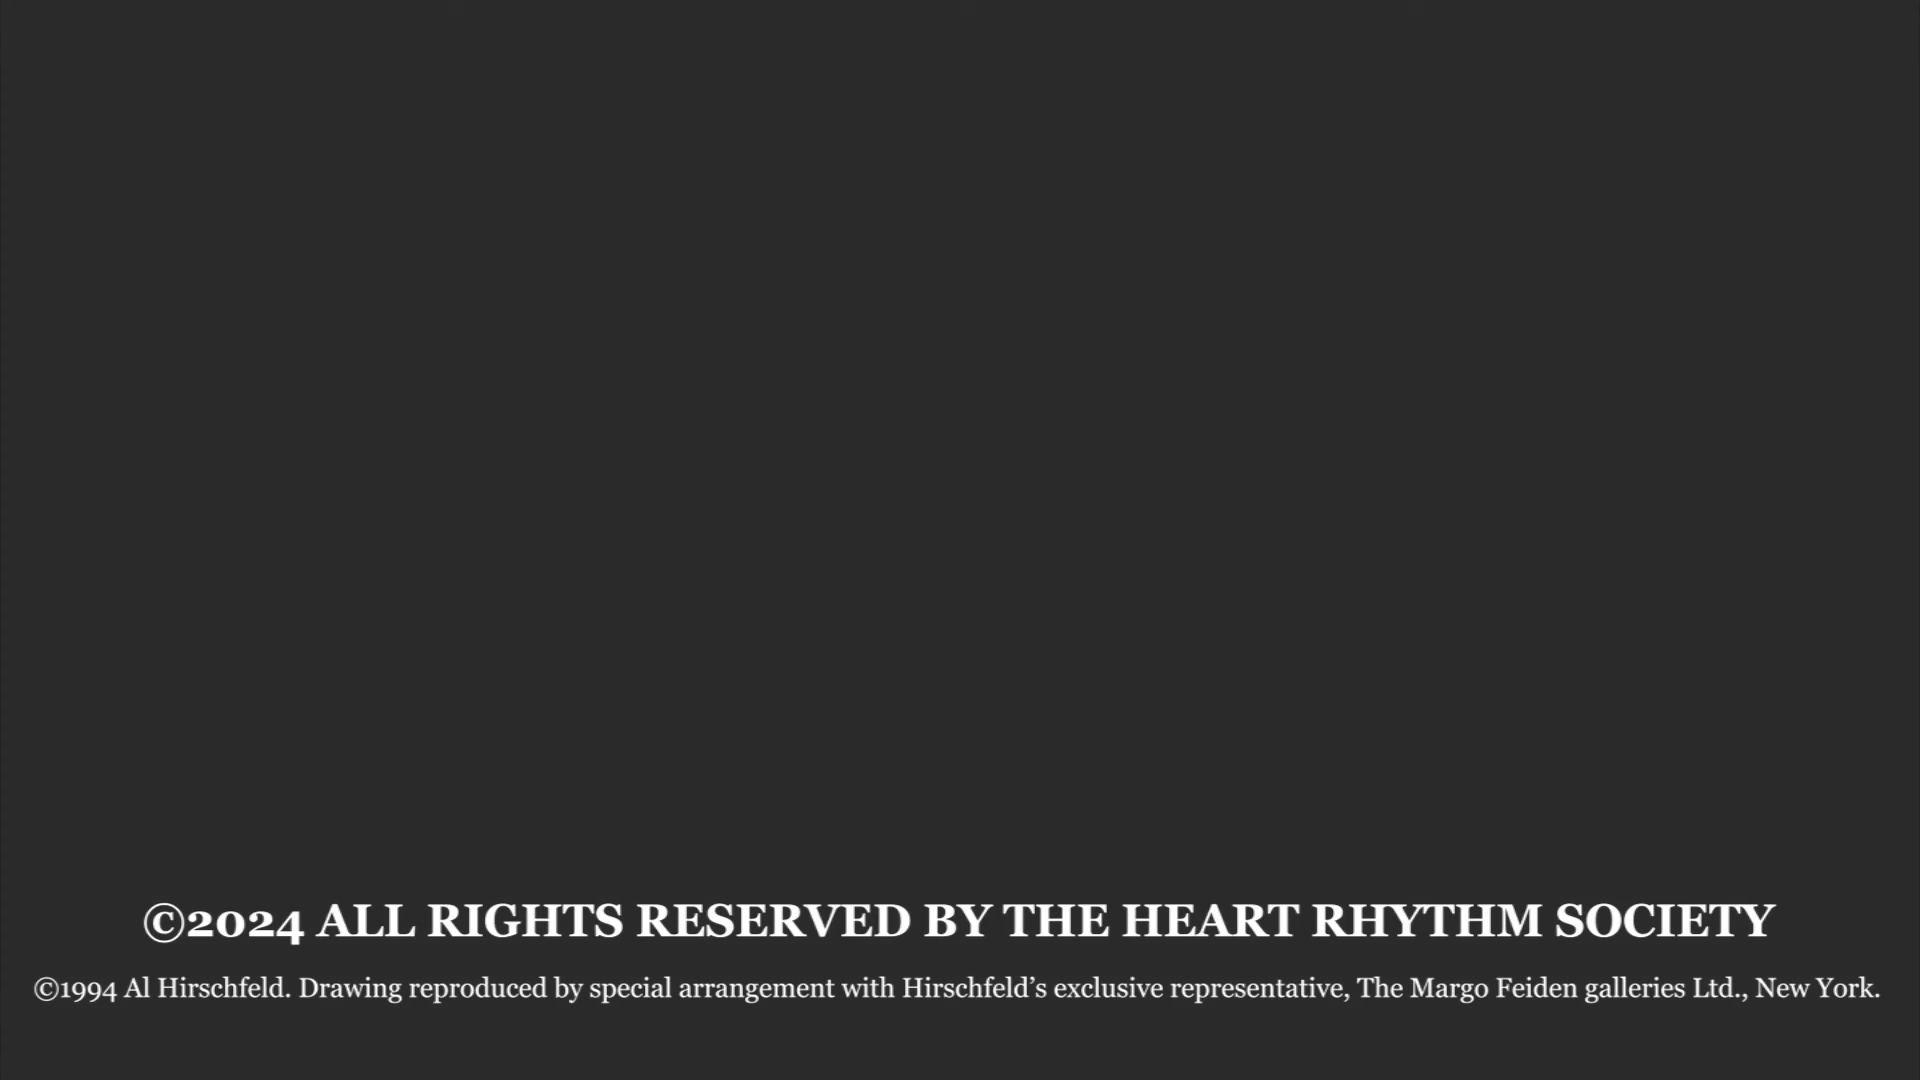 ©2024 ALL RIGHTS RESERVED BY THE HEART RHYTHM SOCIETY
©1994 Al Hirschfeld. Drawing reproduced by special arrangement with Hirschfeld’s exclusive representative, The Margo Feiden galleries Ltd., New York.